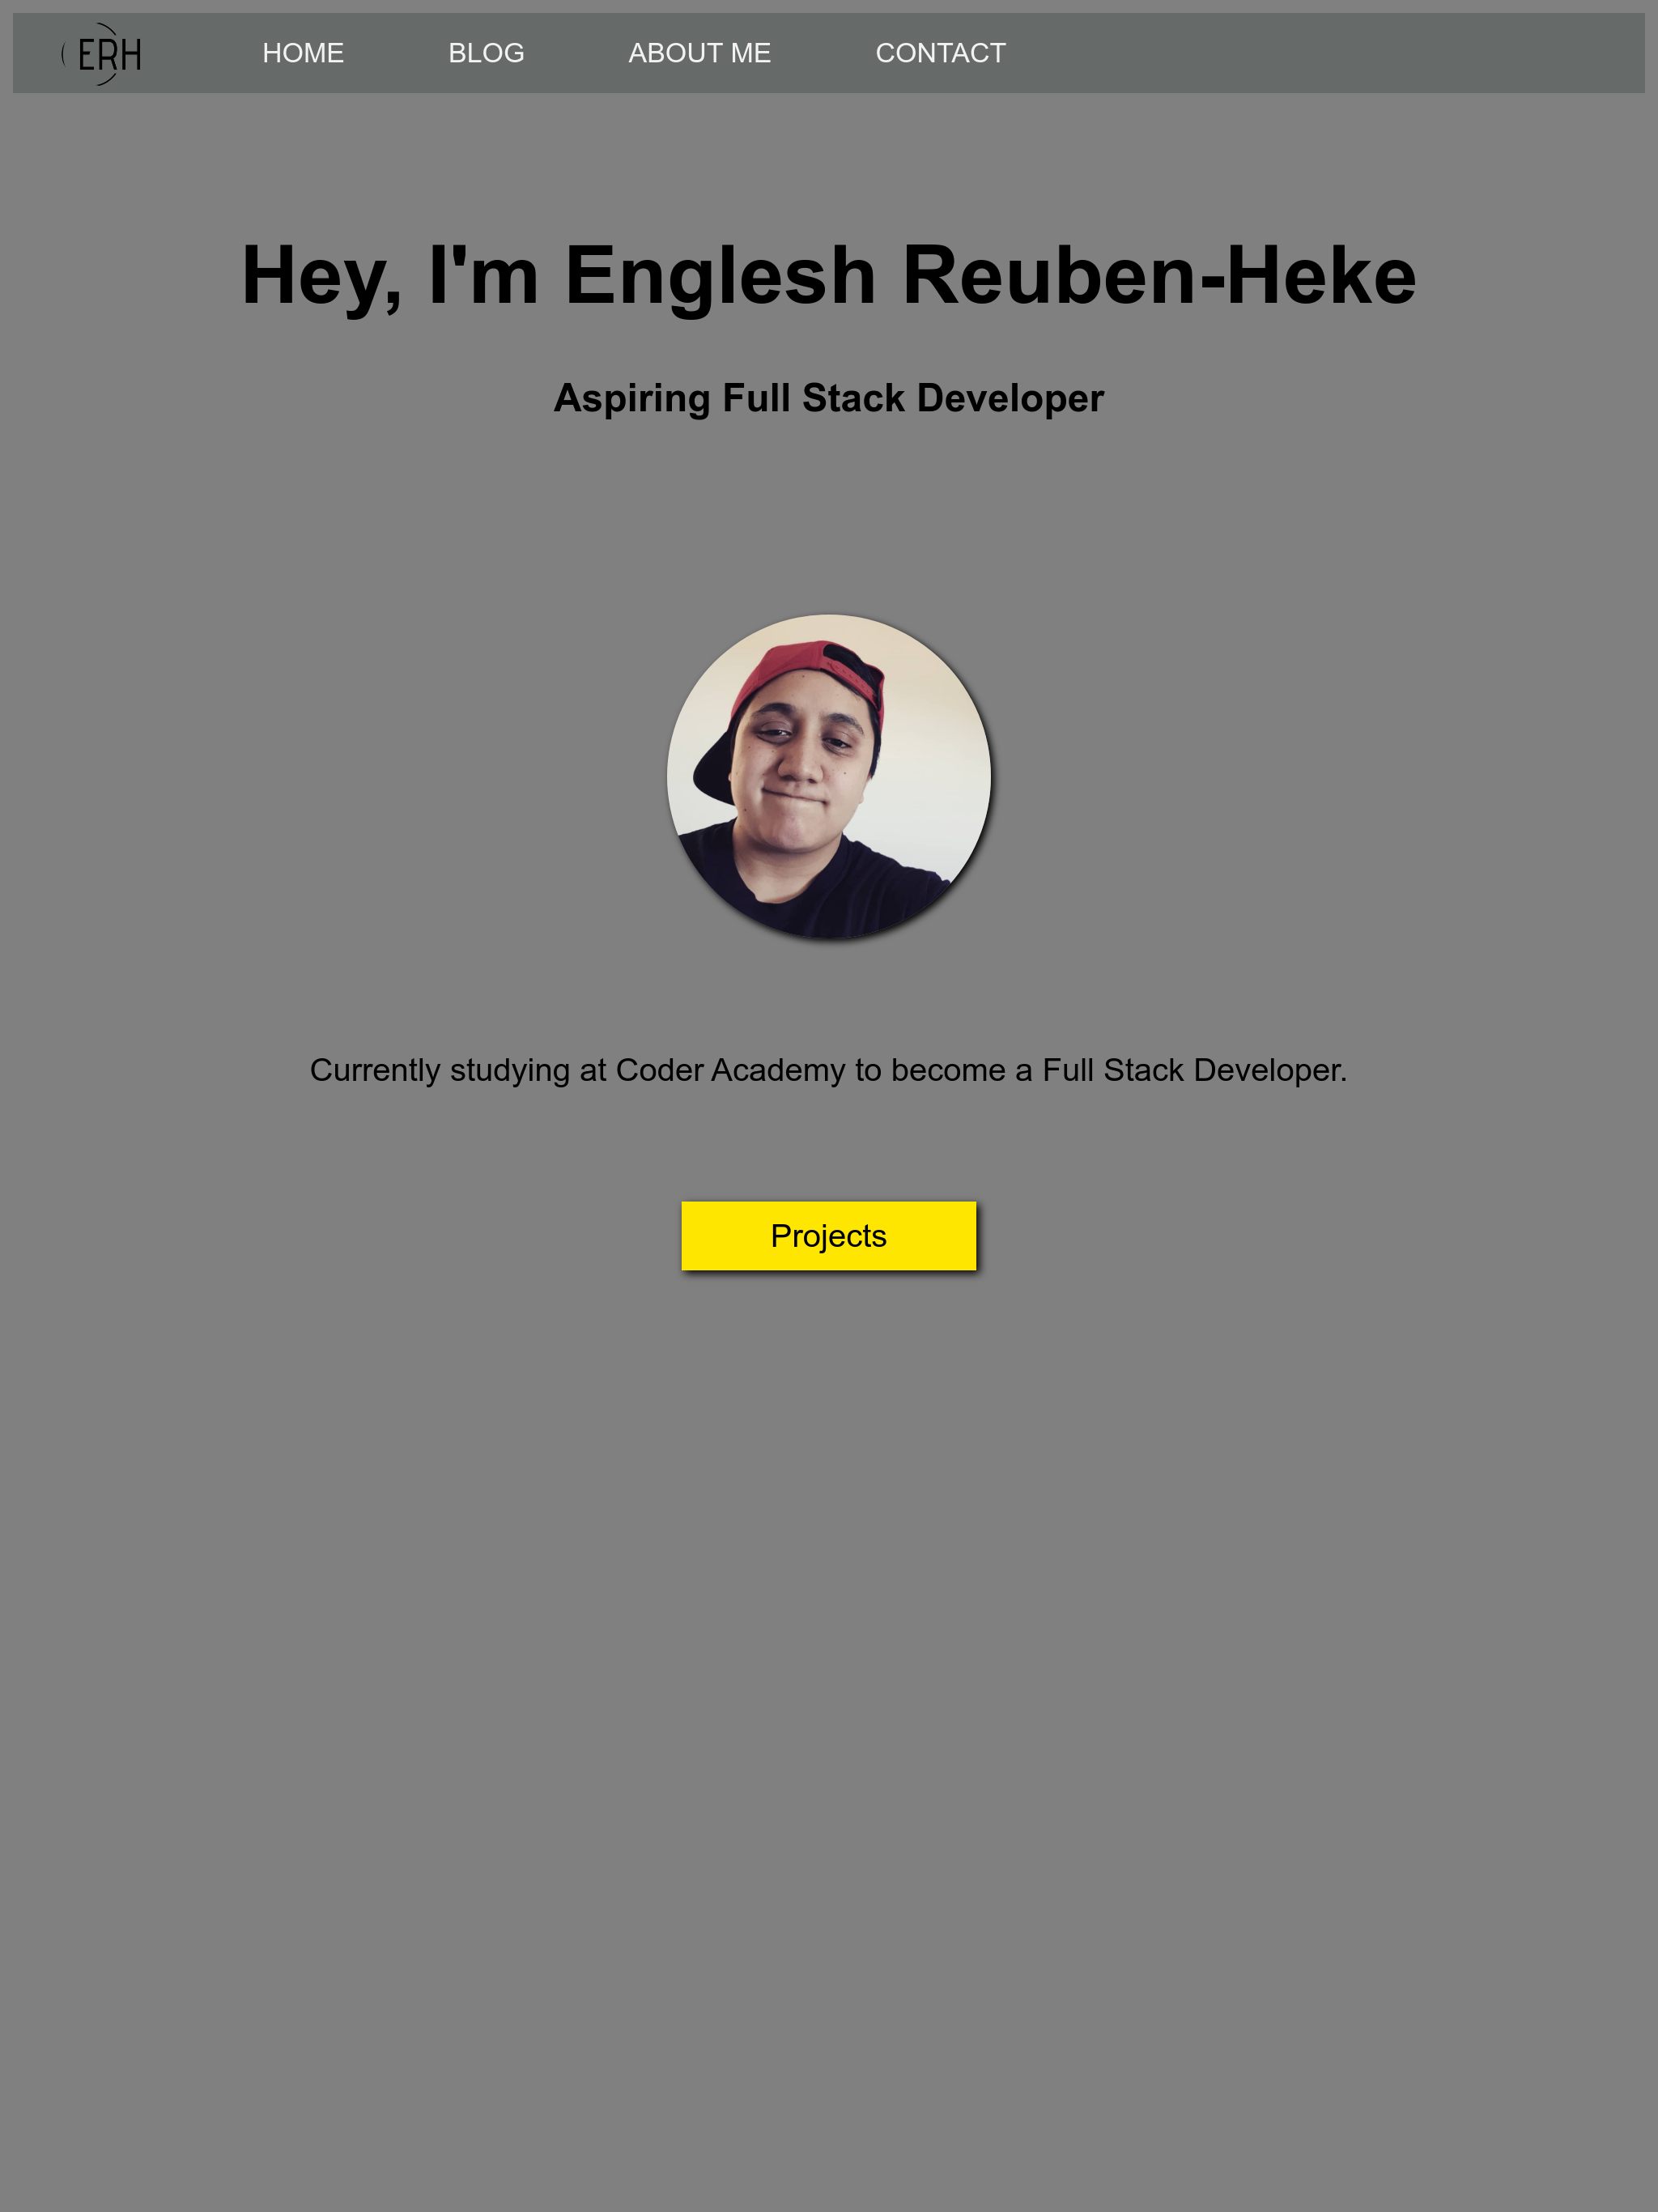 ERH HOME BLOG ABOUT ME CONTACT
Hey, I'm Englesh Reuben-Heke
Aspiring Full Stack Developer
Currently studying at Coder Academy to become a Full Stack Developer.
Projects